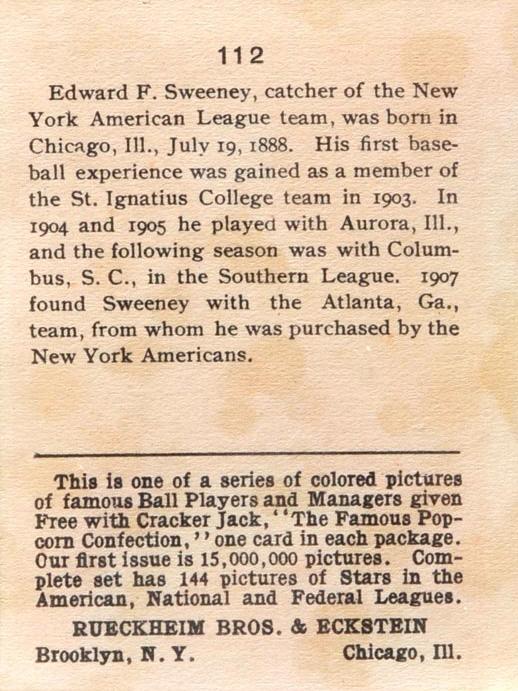 112
Edward F. Sweeney, catcher of the New
York American League team, was born in
Chicago, Ill., July 19, 1888. His first base-
ball experience was gained as a member of
the St. Ignatius College team in 1903. In
1904 and 1905 he played with Aurora, Ill.,
and the following season was with Colum-
bus, S. C., in the Southern League. 1907
found Sweeney with the Atlanta, Ga.,
team, from whom he was purchased by the
New York Americans.
This is one of a series of colored pictures
of famous Ball Players and Managers given
Free with Cracker Jack, "The Famous Pop-
corn Confection," one card in each package.
Our first issue is 15,000,000 pictures. Com-
plete set has 144 pictures of Stars in the
American, National and Federal Leagues.
RUECKHEIM BROS. & ECKSTEIN
Brooklyn, N. Y. Chicago, Ill.